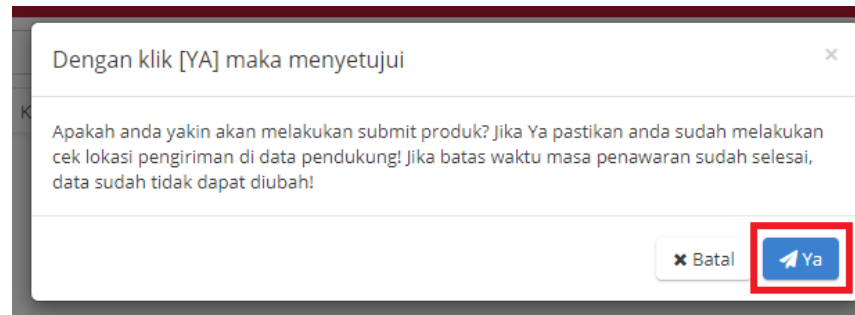 Dengan klik [YA] maka menyetujui
×
K
Apakah anda yakin akan melakukan submit produk? Jika Ya pastikan anda sudah melakukan
cek lokasi pengiriman di data pendukung! Jika batas waktu masa penawaran sudah selesai,
data sudah tidak dapat diubah!
✖ Batal
Ya